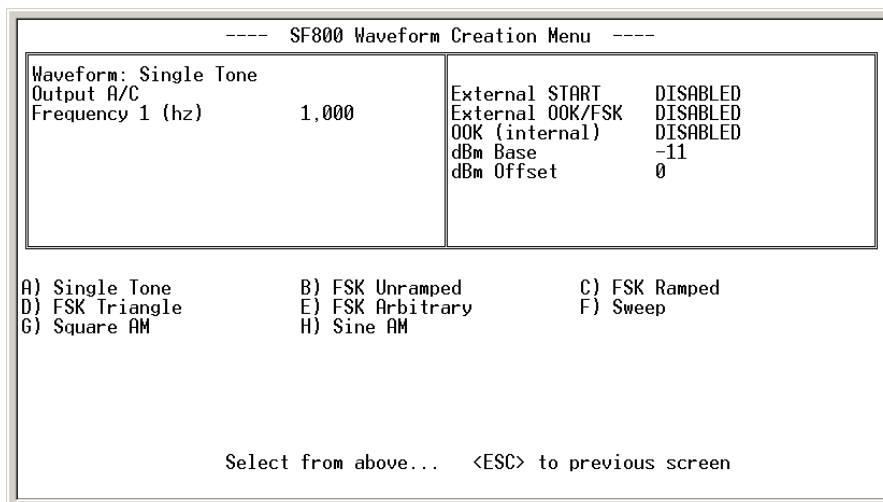 ---- SF800 Waveform Creation Menu ----
Waveform: Single Tone
Output A/C
Frequency 1 (hz) 1,000
External START DISABLED
External OOK/FSK DISABLED
OOK (internal) DISABLED
dBm Base -11
dBm Offset 0
A) Single Tone B) FSK Unramped C) FSK Ramped
D) FSK Triangle E) FSK Arbitrary F) Sweep
G) Square AM H) Sine AM
Select from above... <ESC> to previous screen